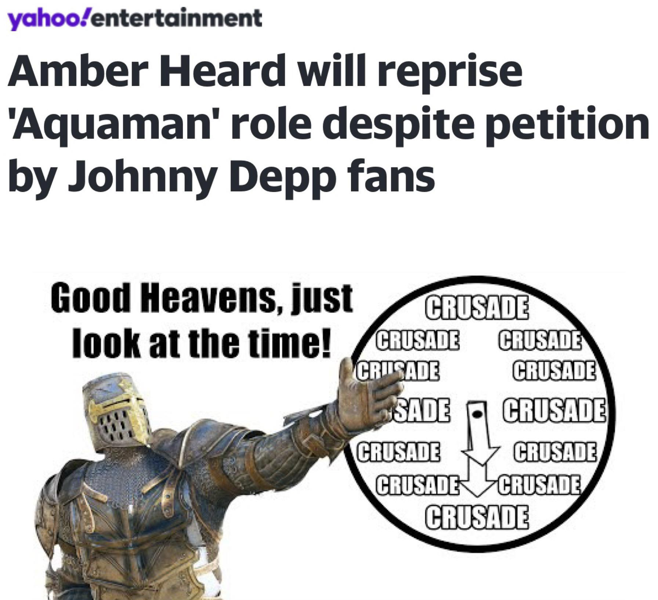 yahoo!entertainment
Amber Heard will reprise
'Aquaman' role despite petition
by Johnny Depp fans
Good Heavens, just
look at the time!
CRUSADE
CRUSADE CRUSADE
CRUSADE CRUSADE
SADE CRUSADE
CRUSADE CRUSADE
CRUSADE CRUSADE
CRUSADE